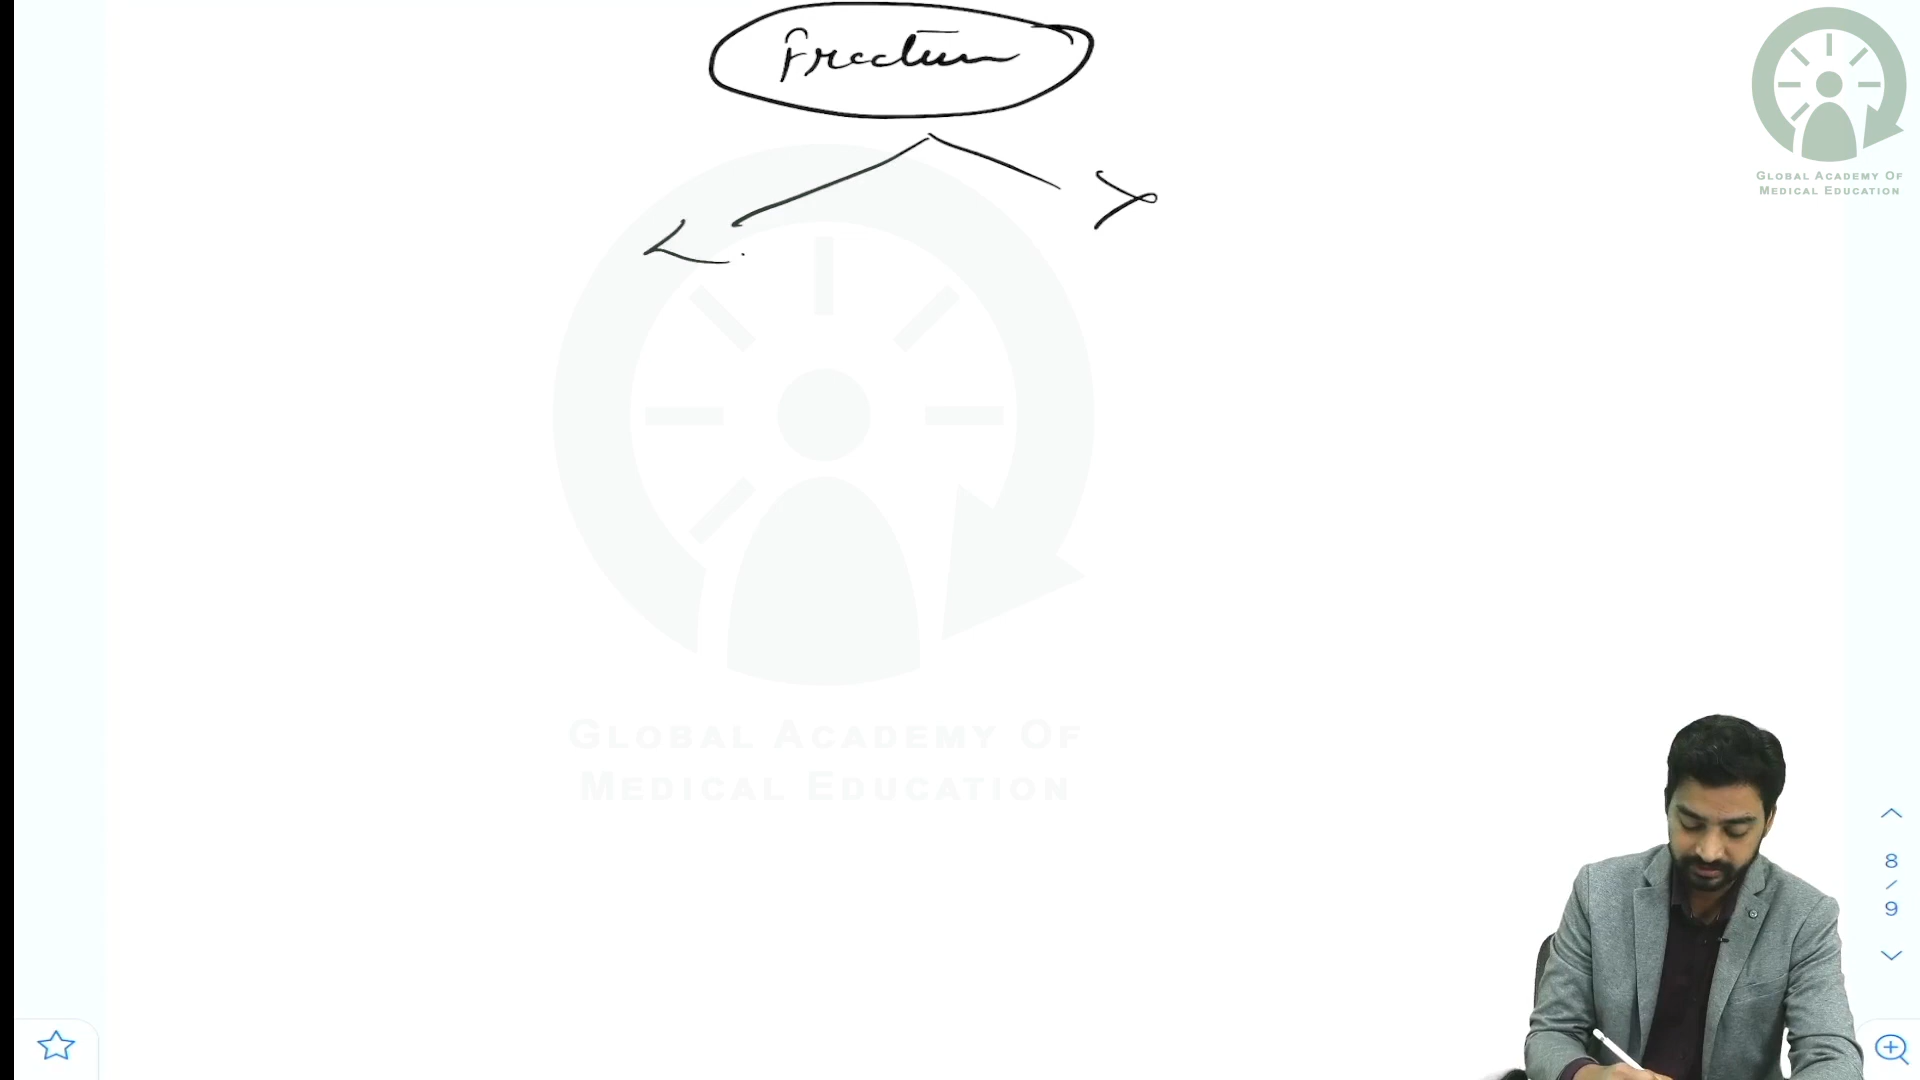 Fracture
<
>
GLOBAL ACADEMY OF
MEDICAL EDUCATION
GLOBAL ACADEMY OF
MEDICAL EDUCATION
8
/
9